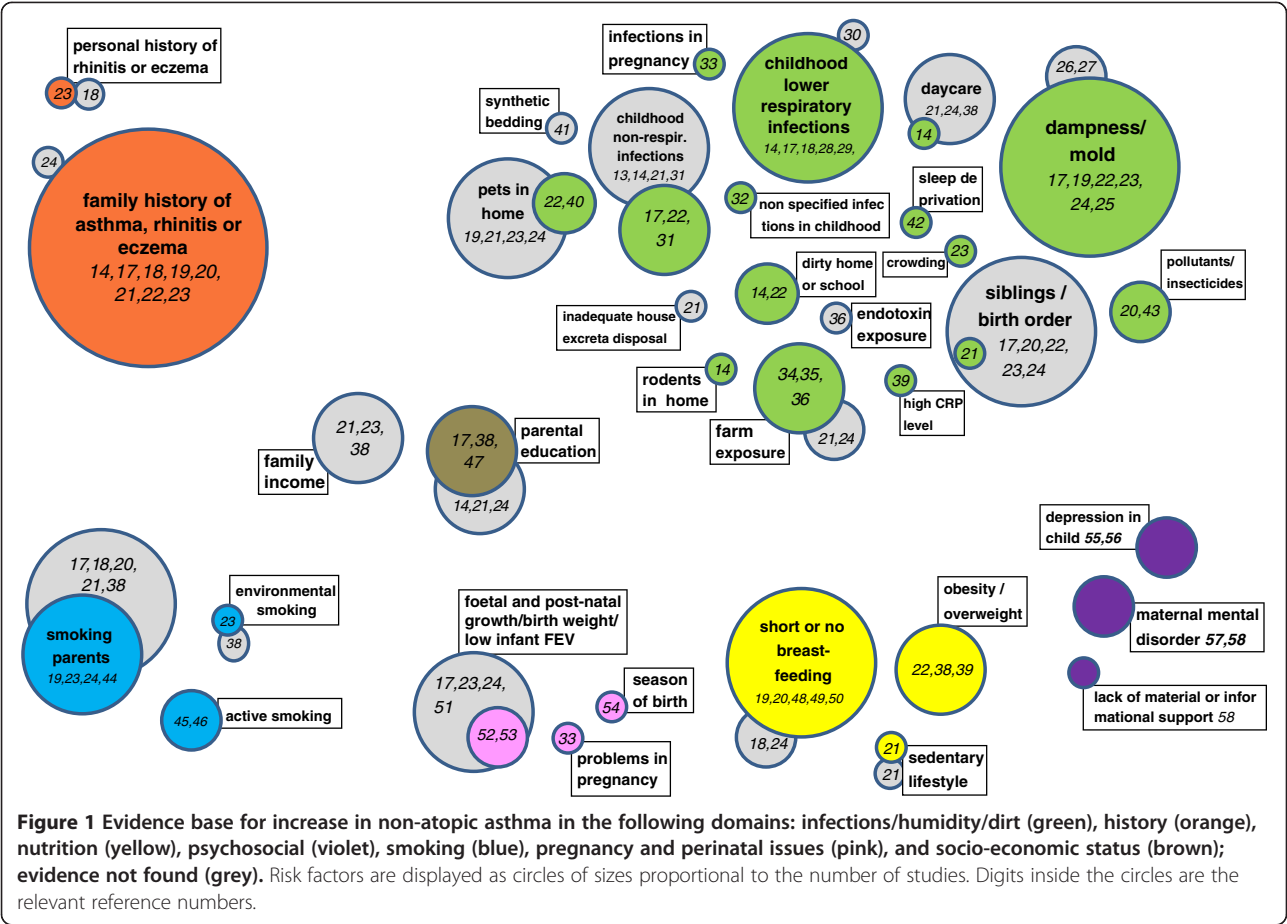 personal history of
rhinitis or eczema
23
18
24
family history of
asthma, rhinitis or
eczema
14,17,18,19,20,
21,22,23
infections in
pregnancy
33
30
childhood
lower
respiratory
infections
14,17,18,28,29,
daycare
21,24,38
14
26,27
dampness/
mold
17,19,22,23,
24,25
synthetic
bedding
41
childhood
non-respir.
infections
13,14,21,31
17,22,
31
pets in
home
19,21,23,24
22,40
32
non specified infec
tions in childhood
sleep de
privation
42
crowding
23
dirty home
or school
14,22
siblings /
birth order
17,20,22,
23,24
21
pollutants/
insecticides
20,43
inadequate house
excreta disposal
21
36
endotoxin
exposure
rodents
in home
14
34,35,
36
farm
exposure
21,24
39
high CRP
level
21,23,
38
family
income
17,38,
47
parental
education
14,21,24
17,18,20,
21,38
smoking
parents
19,23,24,44
environmental
smoking
23
38
45,46
active smoking
foetal and post-natal
growth/birth weight/
low infant FEV
17,23,24,
51
52,53
season
of birth
54
33
problems in
pregnancy
short or no
breast-
feeding
19,20,48,49,50
18,24
obesity /
overweight
22,38,39
21
21
sedentary
lifestyle
depression in
child 55,56
maternal mental
disorder 57,58
lack of material or infor
mational support 58
Figure 1 Evidence base for increase in non-atopic asthma in the following domains: infections/humidity/dirt (green), history (orange),
nutrition (yellow), psychosocial (violet), smoking (blue), pregnancy and perinatal issues (pink), and socio-economic status (brown);
evidence not found (grey). Risk factors are displayed as circles of sizes proportional to the number of studies. Digits inside the circles are the
relevant reference numbers.